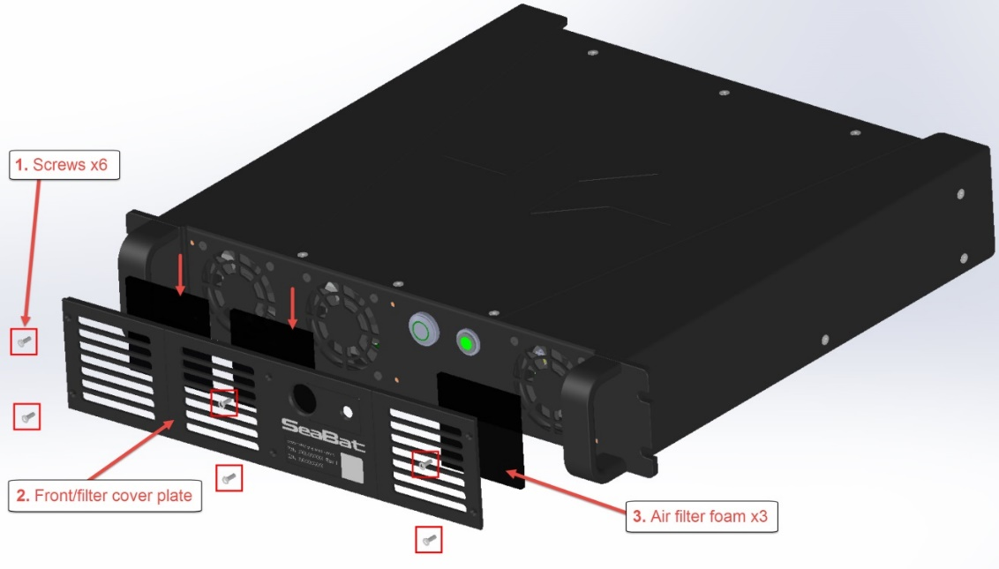 1. Screws x6
SeaBat
2. Front/filter cover plate
3. Air filter foam x3